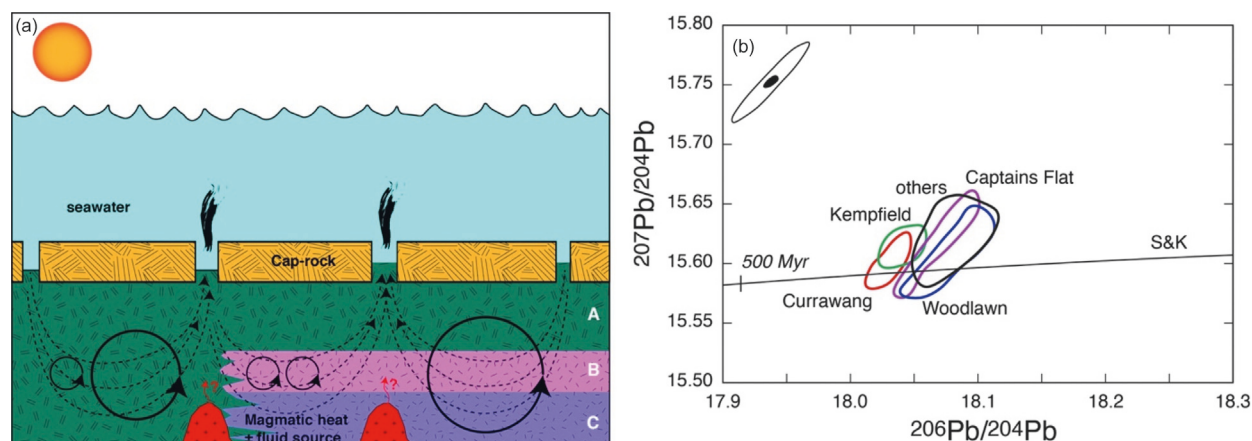 (a)
seawater
Cap-rock
A
B
C
?
?
Magmatic heat
+ fluid source
(b)
15.80
15.75
15.70
15.65
15.60
15.55
15.50
207Pb/204Pb
Captains Flat
others
Kempfield
S&K
500 Myr
Currawang
Woodlawn
17.9
18.0
18.1
18.2
18.3
206Pb/204Pb